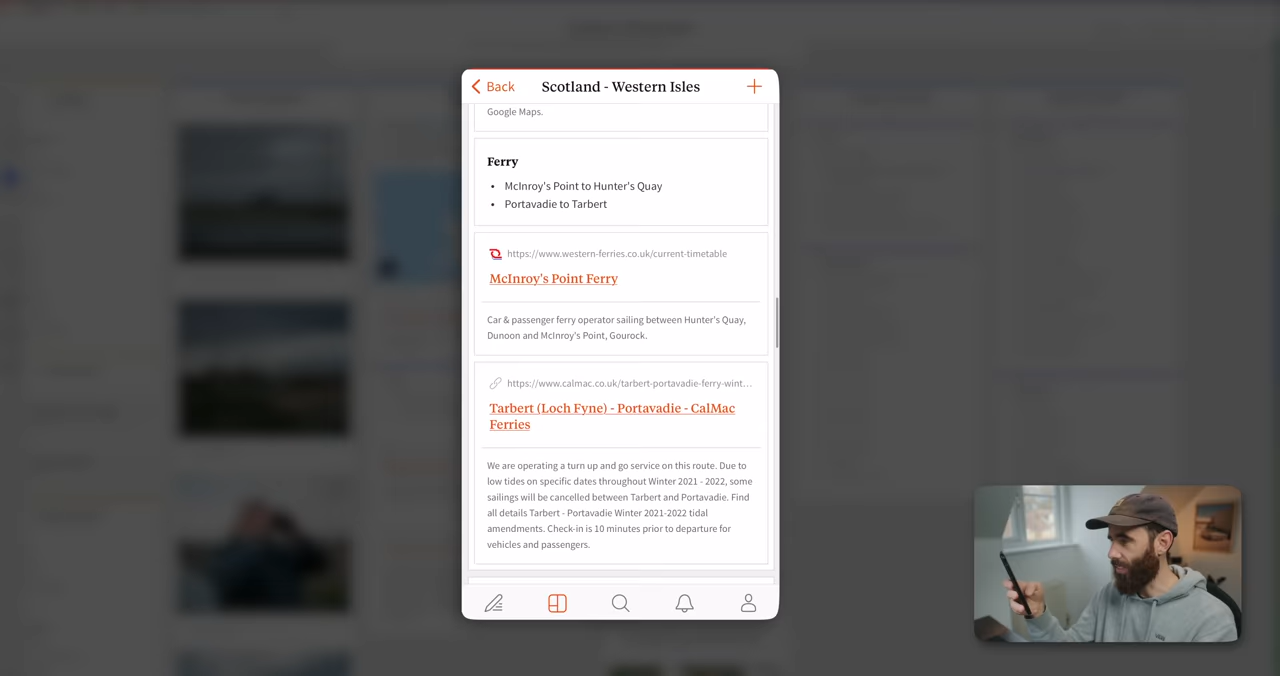 Back
Scotland - Western Isles
Google Maps.
Ferry
• McInroy's Point to Hunter's Quay
• Portavadie to Tarbert
https://www.western-ferries.co.uk/current-timetable
McInroy's Point Ferry
Car & passenger ferry operator sailing between Hunter's Quay,
Dunoon and McInroy's Point, Gourock.
https://www.calmac.co.uk/tarbert-portavadie-ferry-wint...
Tarbert (Loch Fyne) - Portavadie - CalMac
Ferries
We are operating a turn up and go service on this route. Due to
low tides on specific dates throughout Winter 2021 - 2022, some
sailings will be cancelled between Tarbert and Portavadie. Find
all details Tarbert - Portavadie Winter 2021-2022 tidal
amendments. Check-in is 10 minutes prior to departure for
vehicles and passengers.